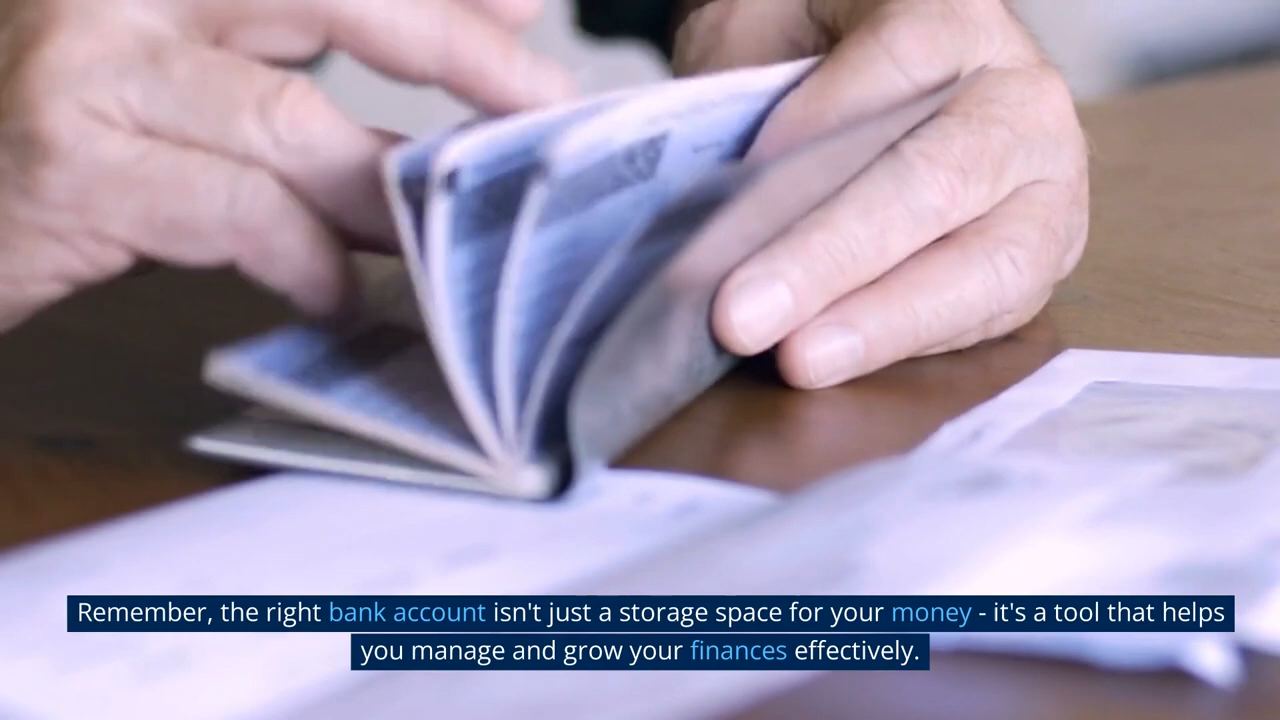 Remember, the right bank account isn't just a storage space for your money - it's a tool that helps
you manage and grow your finances effectively.